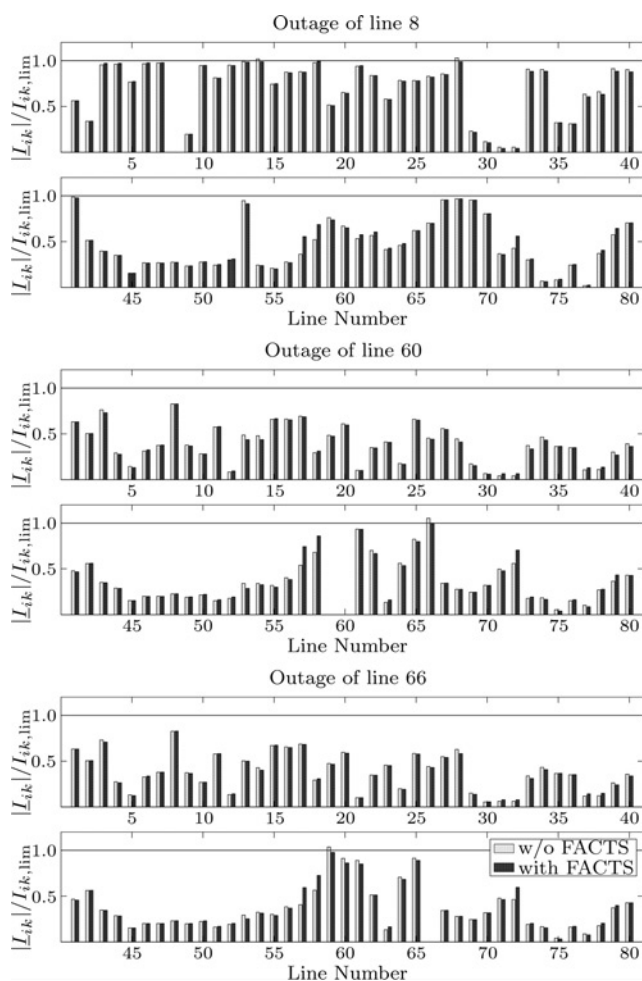 Outage of line 8
|I_ik|/I_ik,lim
1.0
0.5
5 10 15 20 25 30 35 40
|I_ik|/I_ik,lim
1.0
0.5
45 50 55 60 65 70 75 80
Line Number
Outage of line 60
|I_ik|/I_ik,lim
1.0
0.5
5 10 15 20 25 30 35 40
|I_ik|/I_ik,lim
1.0
0.5
45 50 55 60 65 70 75 80
Line Number
Outage of line 66
|I_ik|/I_ik,lim
1.0
0.5
5 10 15 20 25 30 35 40
|I_ik|/I_ik,lim
1.0
0.5
w/o FACTS
with FACTS
45 50 55 60 65 70 75 80
Line Number